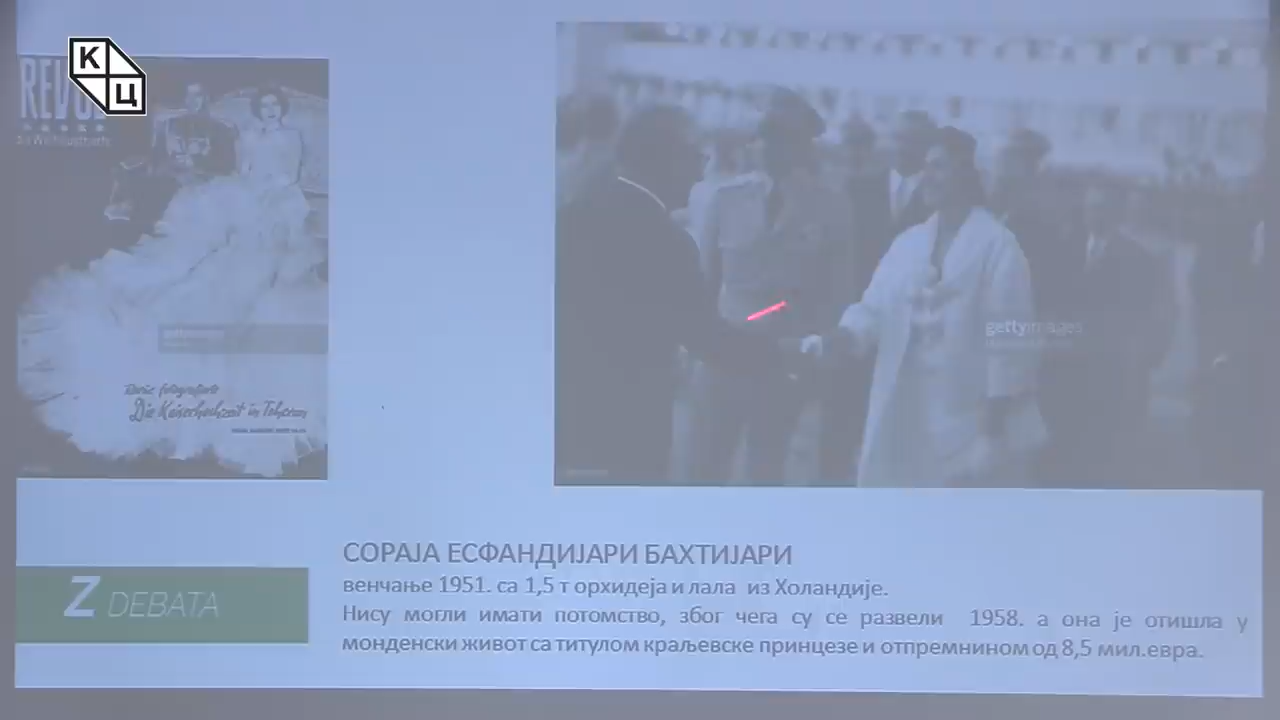 К
Ц
REVUE
gettyimages
Die Kaiserhochzeit in Teheran
gettyimages
СОРАЈА ЕСФАНДИЈАРИ БАХТИЈАРИ
венчање 1951. са 1,5 т орхидеја и лала из Холандије.
Нису могли имати потомство, због чега су се развели 1958. а она је отишла у
монденски живот са титулом краљевске принцезе и отпремнином од 8,5 мил.евра.
Z DEBATA